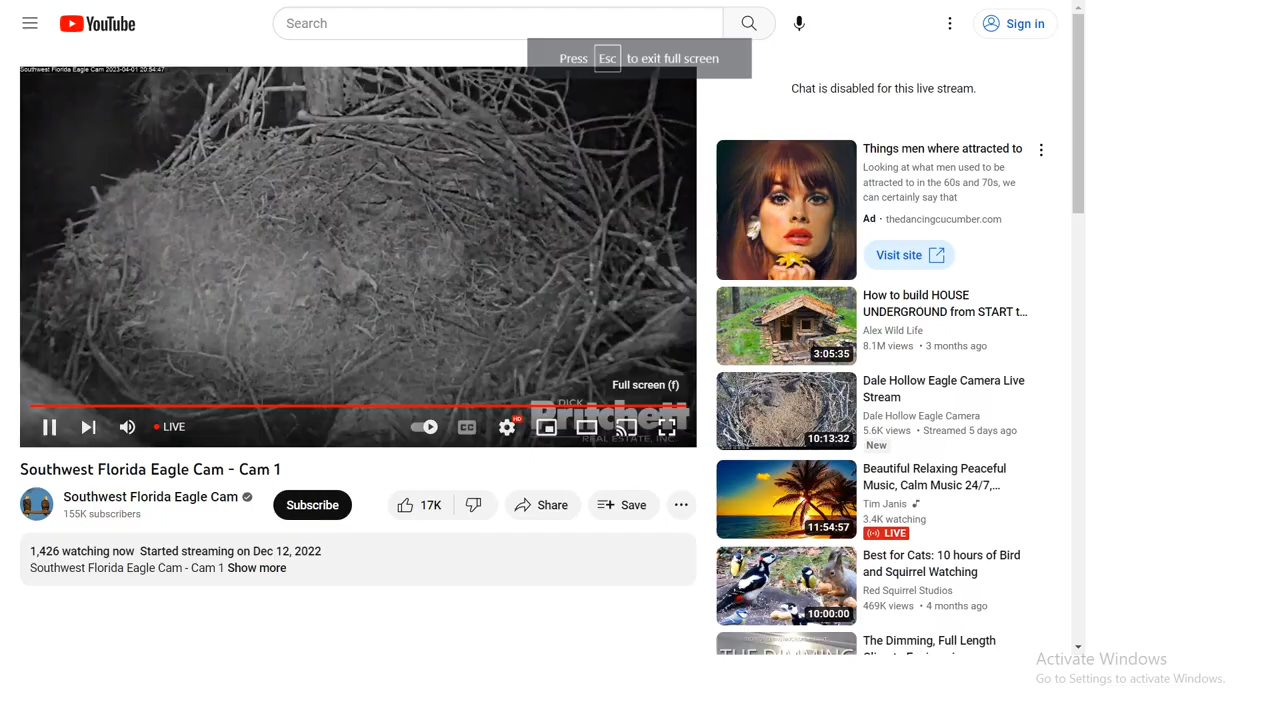 YouTube
Search
Sign in
Press Esc to exit full screen
Southwest Florida Eagle Cam 2023-04-01 20:54:47
Chat is disabled for this live stream.
Full screen (f)
LIVE
CC
HD
DICK
Pritchett
REAL ESTATE, INC.
Southwest Florida Eagle Cam - Cam 1
Southwest Florida Eagle Cam
155K subscribers
Subscribe
17K
Share
Save
1,426 watching now Started streaming on Dec 12, 2022
Southwest Florida Eagle Cam - Cam 1 Show more
Things men where attracted to
Looking at what men used to be
attracted to in the 60s and 70s, we
can certainly say that
Ad · thedancingcucumber.com
Visit site
3:05:35
How to build HOUSE
UNDERGROUND from START t...
Alex Wild Life
8.1M views • 3 months ago
10:13:32
Dale Hollow Eagle Camera Live
Stream
Dale Hollow Eagle Camera
5.6K views • Streamed 5 days ago
New
11:54:57
Beautiful Relaxing Peaceful
Music, Calm Music 24/7,...
Tim Janis
3.4K watching
LIVE
10:00:00
Best for Cats: 10 hours of Bird
and Squirrel Watching
Red Squirrel Studios
469K views • 4 months ago
The Dimming, Full Length
Activate Windows
Go to Settings to activate Windows.